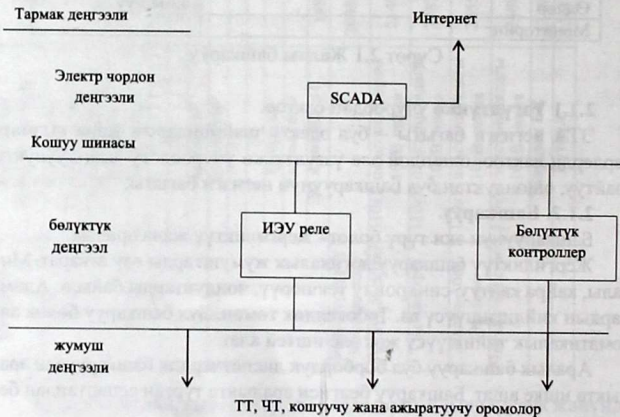 Тармак деңгээли
Интернет
Электр чордон
деңгээли
SCADA
Кошуу шинасы
бөлүктүк
деңгээл
ИЭУ реле
Бөлүктүк
контроллер
жумуш
деңгээли
ТТ, ЧТ, кошуучу жана ажыратуучу оромолор